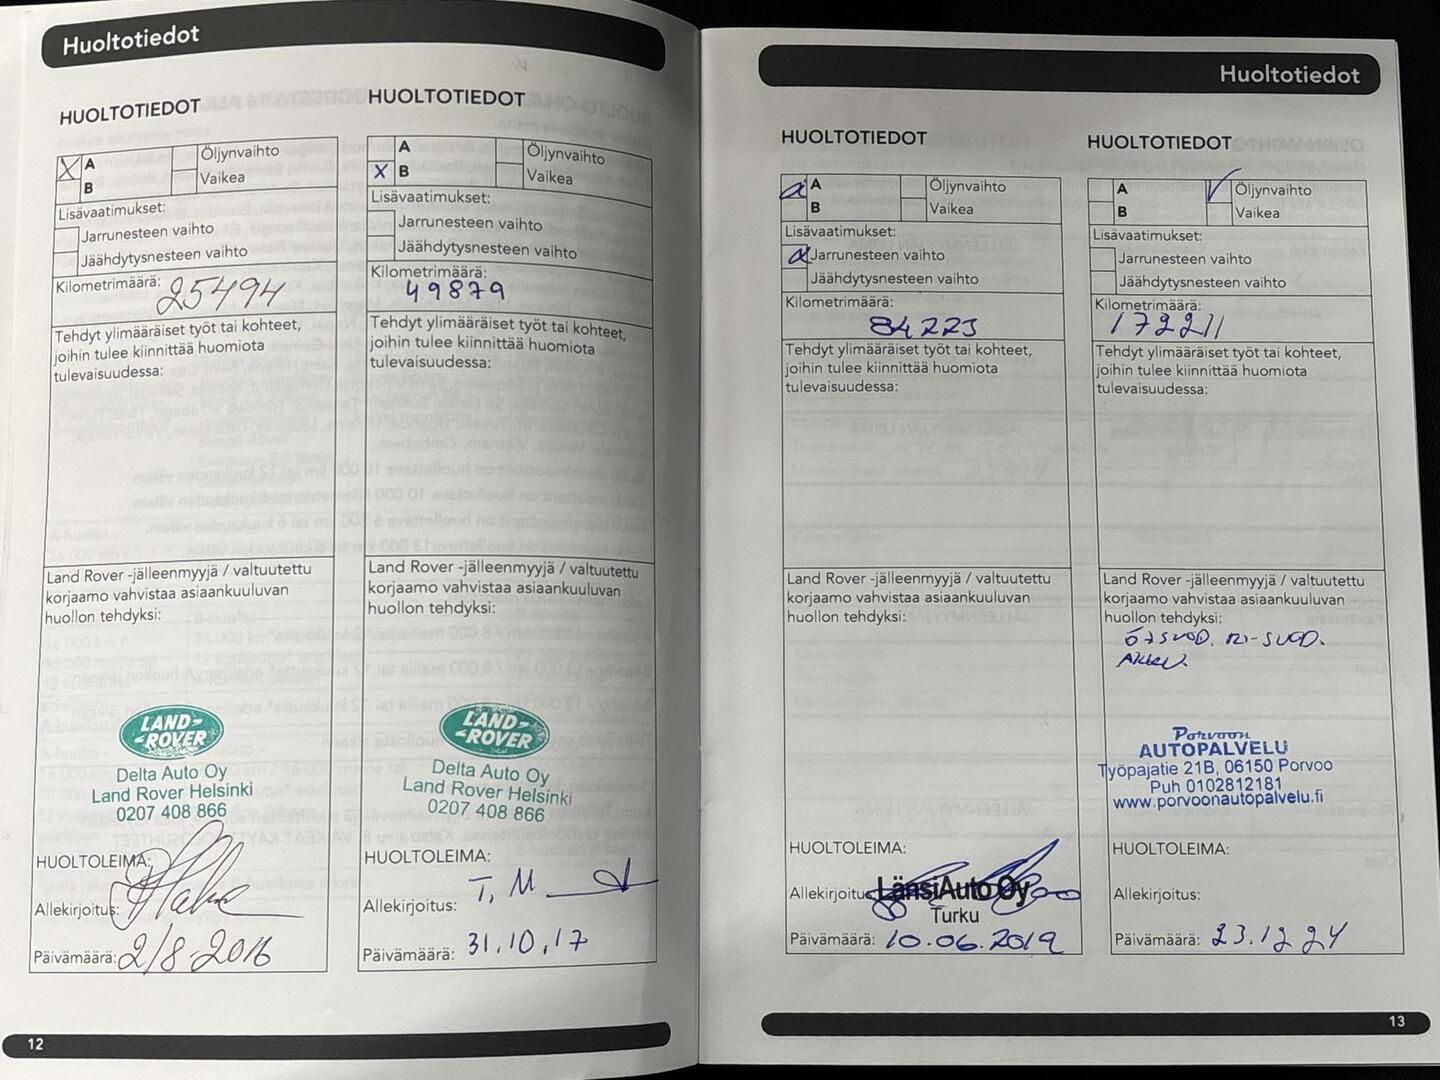 Huoltotiedot
HUOLTOTIEDOT
X A
B
Öljynvaihto
Vaikea
Lisävaatimukset:
Jarrunesteen vaihto
Jäähdytysnesteen vaihto
Kilometrimäärä: 25494
Tehdyt ylimääräiset työt tai kohteet,
joihin tulee kiinnittää huomiota
tulevaisuudessa:
Land Rover -jälleenmyyjä / valtuutettu
korjaamo vahvistaa asiaankuuluvan
huollon tehdyksi:
LAND-
-ROVER
Delta Auto Oy
Land Rover Helsinki
0207 408 866
HUOLTOLEIMA:
Allekirjoitus:
Päivämäärä: 2/8-2016
12
HUOLTOTIEDOT
A
X B
Öljynvaihto
Vaikea
Lisävaatimukset:
Jarrunesteen vaihto
Jäähdytysnesteen vaihto
Kilometrimäärä:
49879
Tehdyt ylimääräiset työt tai kohteet,
joihin tulee kiinnittää huomiota
tulevaisuudessa:
Land Rover -jälleenmyyjä / valtuutettu
korjaamo vahvistaa asiaankuuluvan
huollon tehdyksi:
LAND-
-ROVER
Delta Auto Oy
Land Rover Helsinki
0207 408 866
HUOLTOLEIMA:
T, M
Allekirjoitus:
Päivämäärä: 31.10.17
Huoltotiedot
HUOLTOTIEDOT
A
B
Öljynvaihto
Vaikea
Lisävaatimukset:
Jarrunesteen vaihto
Jäähdytysnesteen vaihto
Kilometrimäärä:
84223
Tehdyt ylimääräiset työt tai kohteet,
joihin tulee kiinnittää huomiota
tulevaisuudessa:
Land Rover -jälleenmyyjä / valtuutettu
korjaamo vahvistaa asiaankuuluvan
huollon tehdyksi:
HUOLTOLEIMA:
Allekirjoitus: LänsiAuto Oy
Turku
Päivämäärä: 10.06.2019
HUOLTOTIEDOT
A
B
Öljynvaihto
Vaikea
Lisävaatimukset:
Jarrunesteen vaihto
Jäähdytysnesteen vaihto
Kilometrimäärä:
172211
Tehdyt ylimääräiset työt tai kohteet,
joihin tulee kiinnittää huomiota
tulevaisuudessa:
Land Rover -jälleenmyyjä / valtuutettu
korjaamo vahvistaa asiaankuuluvan
huollon tehdyksi:
AKKU.
Porvoon
AUTOPALVELU
Työpajatie 21B, 06150 Porvoo
Puh 0102812181
www.porvoonautopalvelu.fi
HUOLTOLEIMA:
Allekirjoitus:
Päivämäärä: 23.12 24
13